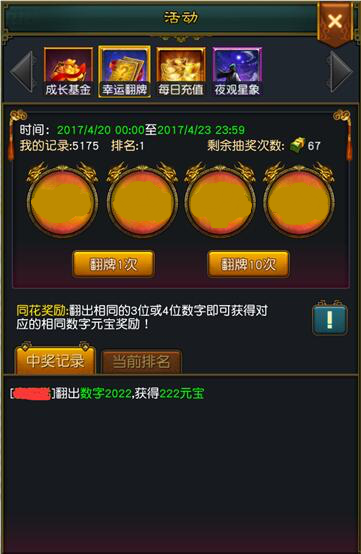 活动
成长基金 幸运翻牌 每日充值 夜观星象
时间：2017/4/20 00:00至2017/4/23 23:59
我的记录:5175 排名:1 剩余抽奖次数: 67
翻牌1次 翻牌10次
同花奖励:翻出相同的3位或4位数字即可获得对
应的相同数字元宝奖励！
中奖记录 当前排名
[ ]翻出数字2022,获得222元宝